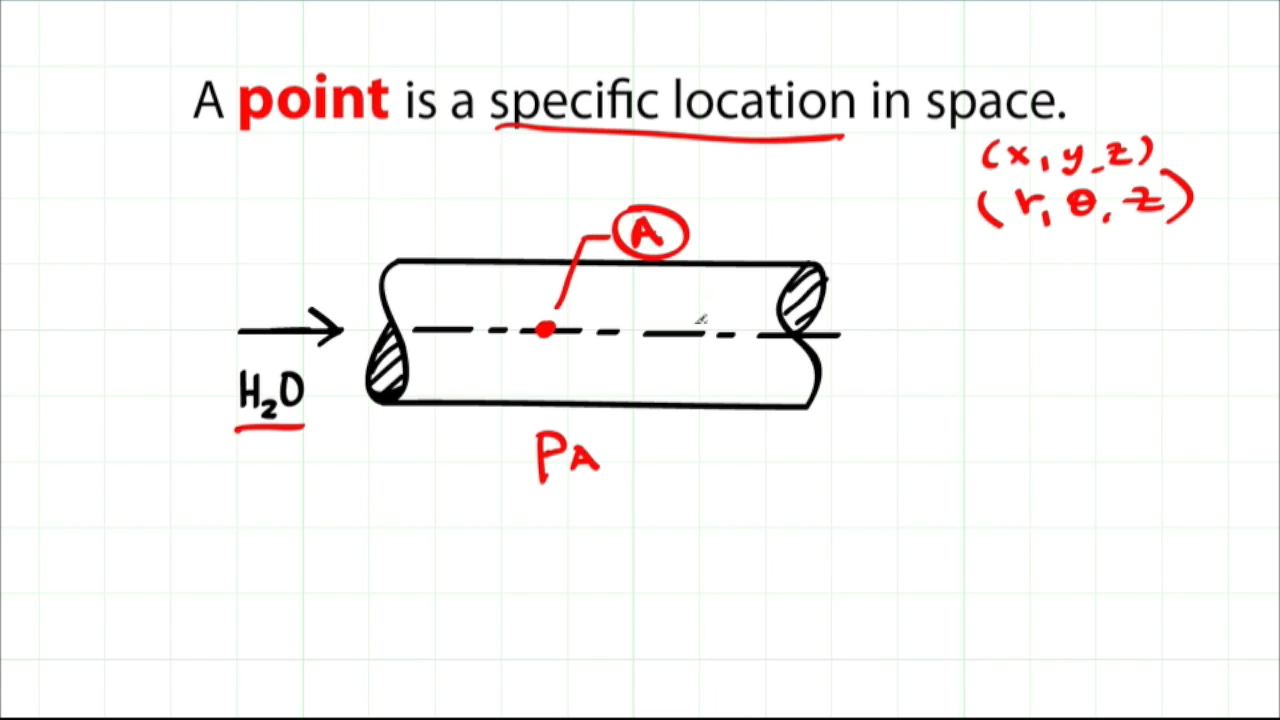 A point is a specific location in space.
(x, y, z)
(r, θ, z)
A
H₂O
PA